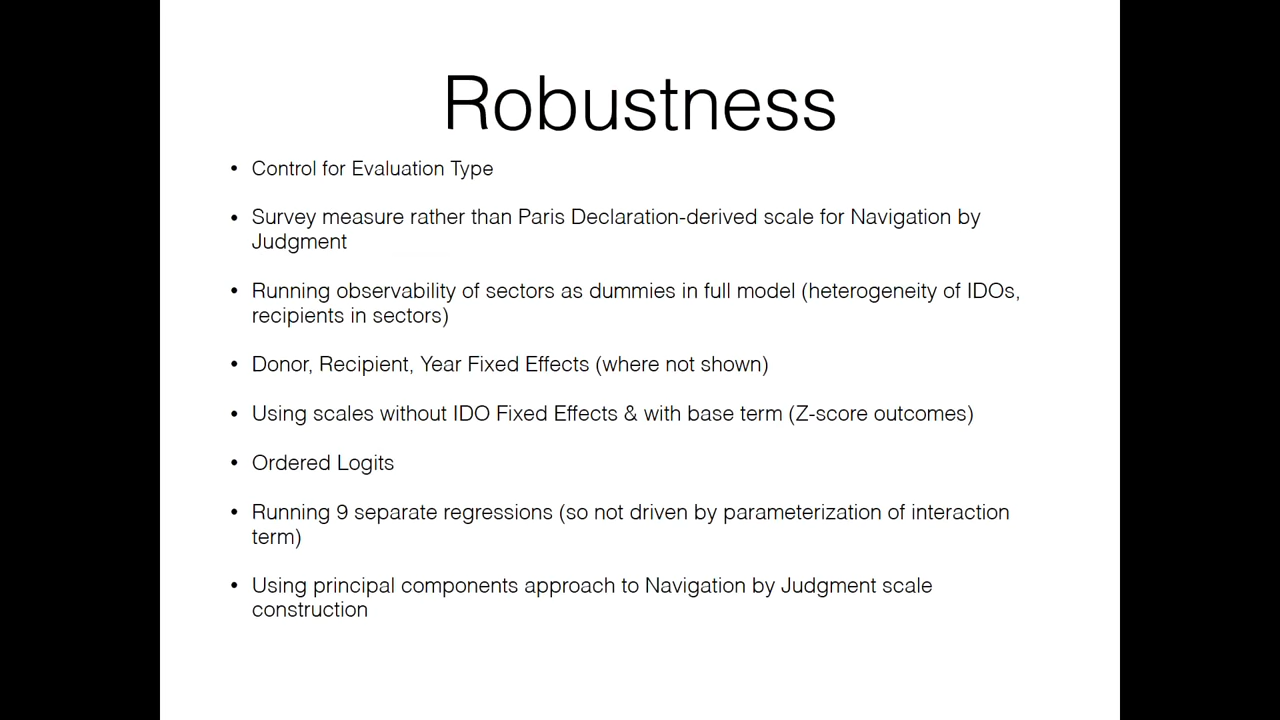 Robustness
• Control for Evaluation Type
• Survey measure rather than Paris Declaration-derived scale for Navigation by
Judgment
• Running observability of sectors as dummies in full model (heterogeneity of IDOs,
recipients in sectors)
• Donor, Recipient, Year Fixed Effects (where not shown)
• Using scales without IDO Fixed Effects & with base term (Z-score outcomes)
• Ordered Logits
• Running 9 separate regressions (so not driven by parameterization of interaction
term)
• Using principal components approach to Navigation by Judgment scale
construction